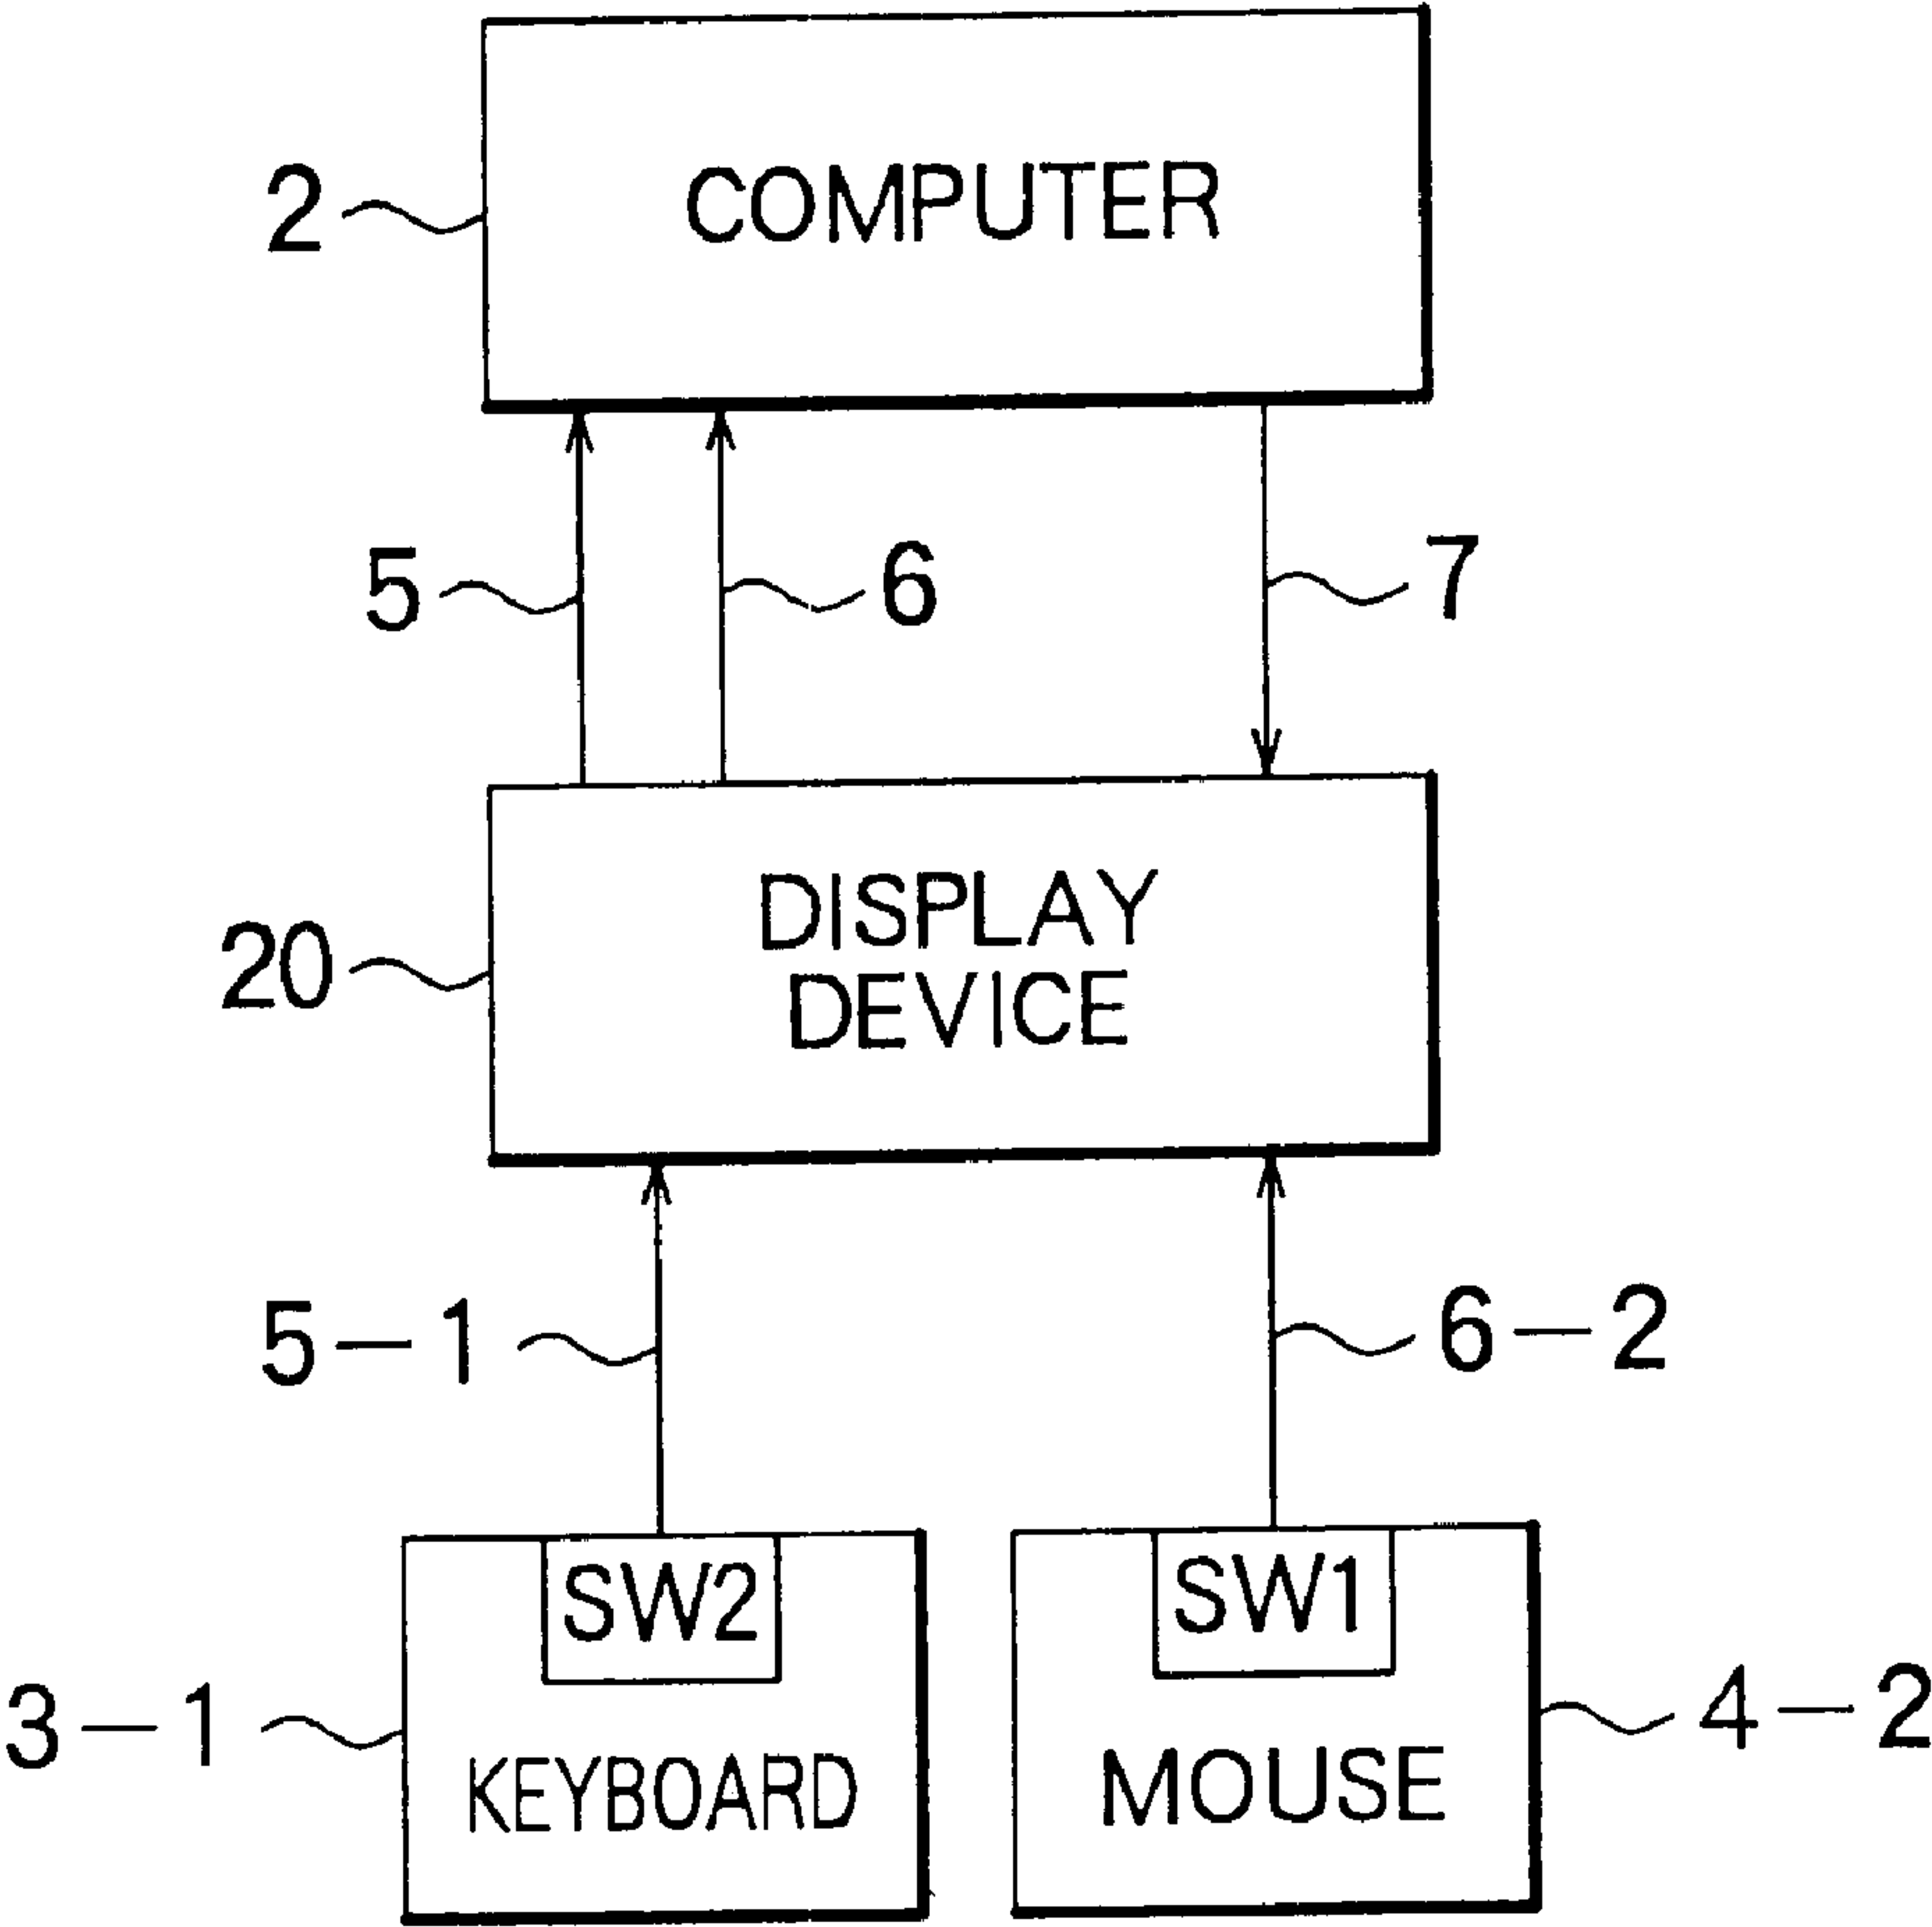 COMPUTER
2
5
6
7
DISPLAY
DEVICE
20
5-1
6-2
SW2
SW1
3-1
4-2
KEYBOARD
MOUSE